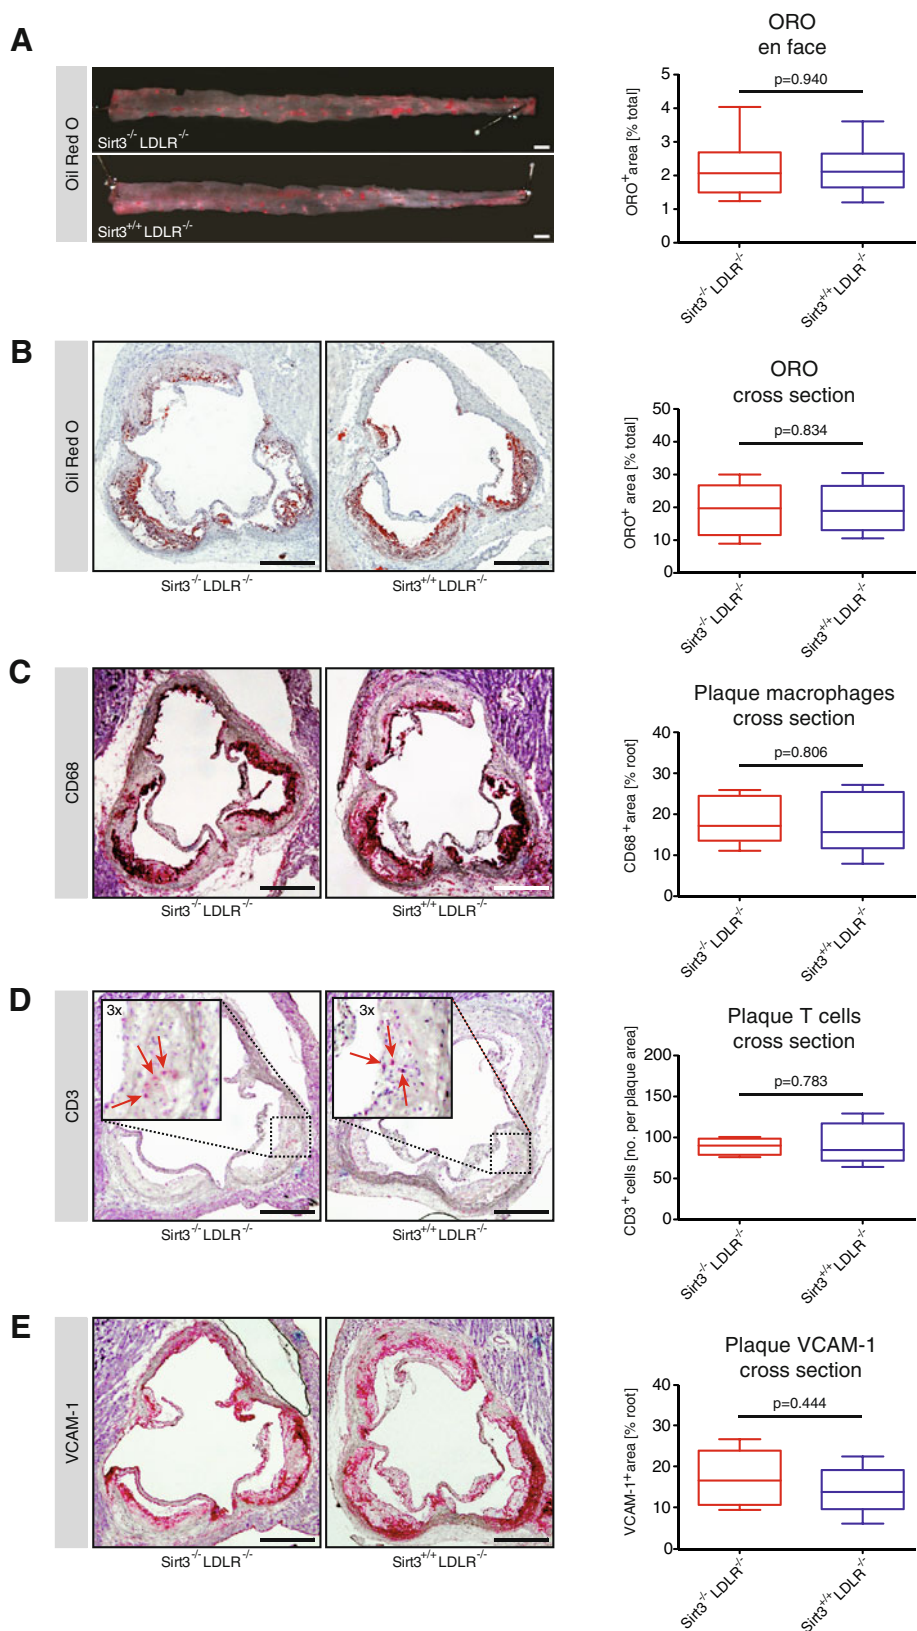 A
Oil Red O
Sirt3-/- LDLR-/-
Sirt3+/+ LDLR-/-
ORO
en face
ORO+ area [% total]
5
4
3
2
1
0
p=0.940
Sirt3-/- LDLR-/-
Sirt3+/+ LDLR-/-
B
Oil Red O
Sirt3-/- LDLR-/-
Sirt3+/+ LDLR-/-
ORO
cross section
ORO+ area [% total]
50
40
30
20
10
0
p=0.834
Sirt3-/- LDLR-/-
Sirt3+/+ LDLR-/-
C
CD68
Sirt3-/- LDLR-/-
Sirt3+/+ LDLR-/-
Plaque macrophages
cross section
CD68+ area [% root]
40
30
20
10
0
p=0.806
Sirt3-/- LDLR-/-
Sirt3+/+ LDLR-/-
D
CD3
3x
3x
Sirt3-/- LDLR-/-
Sirt3+/+ LDLR-/-
Plaque T cells
cross section
CD3+ cells [no. per plaque area]
200
150
100
50
0
p=0.783
Sirt3-/- LDLR-/-
Sirt3+/+ LDLR-/-
E
VCAM-1
Sirt3-/- LDLR-/-
Sirt3+/+ LDLR-/-
Plaque VCAM-1
cross section
VCAM-1+ area [% root]
40
30
20
10
0
p=0.444
Sirt3-/- LDLR-/-
Sirt3+/+ LDLR-/-